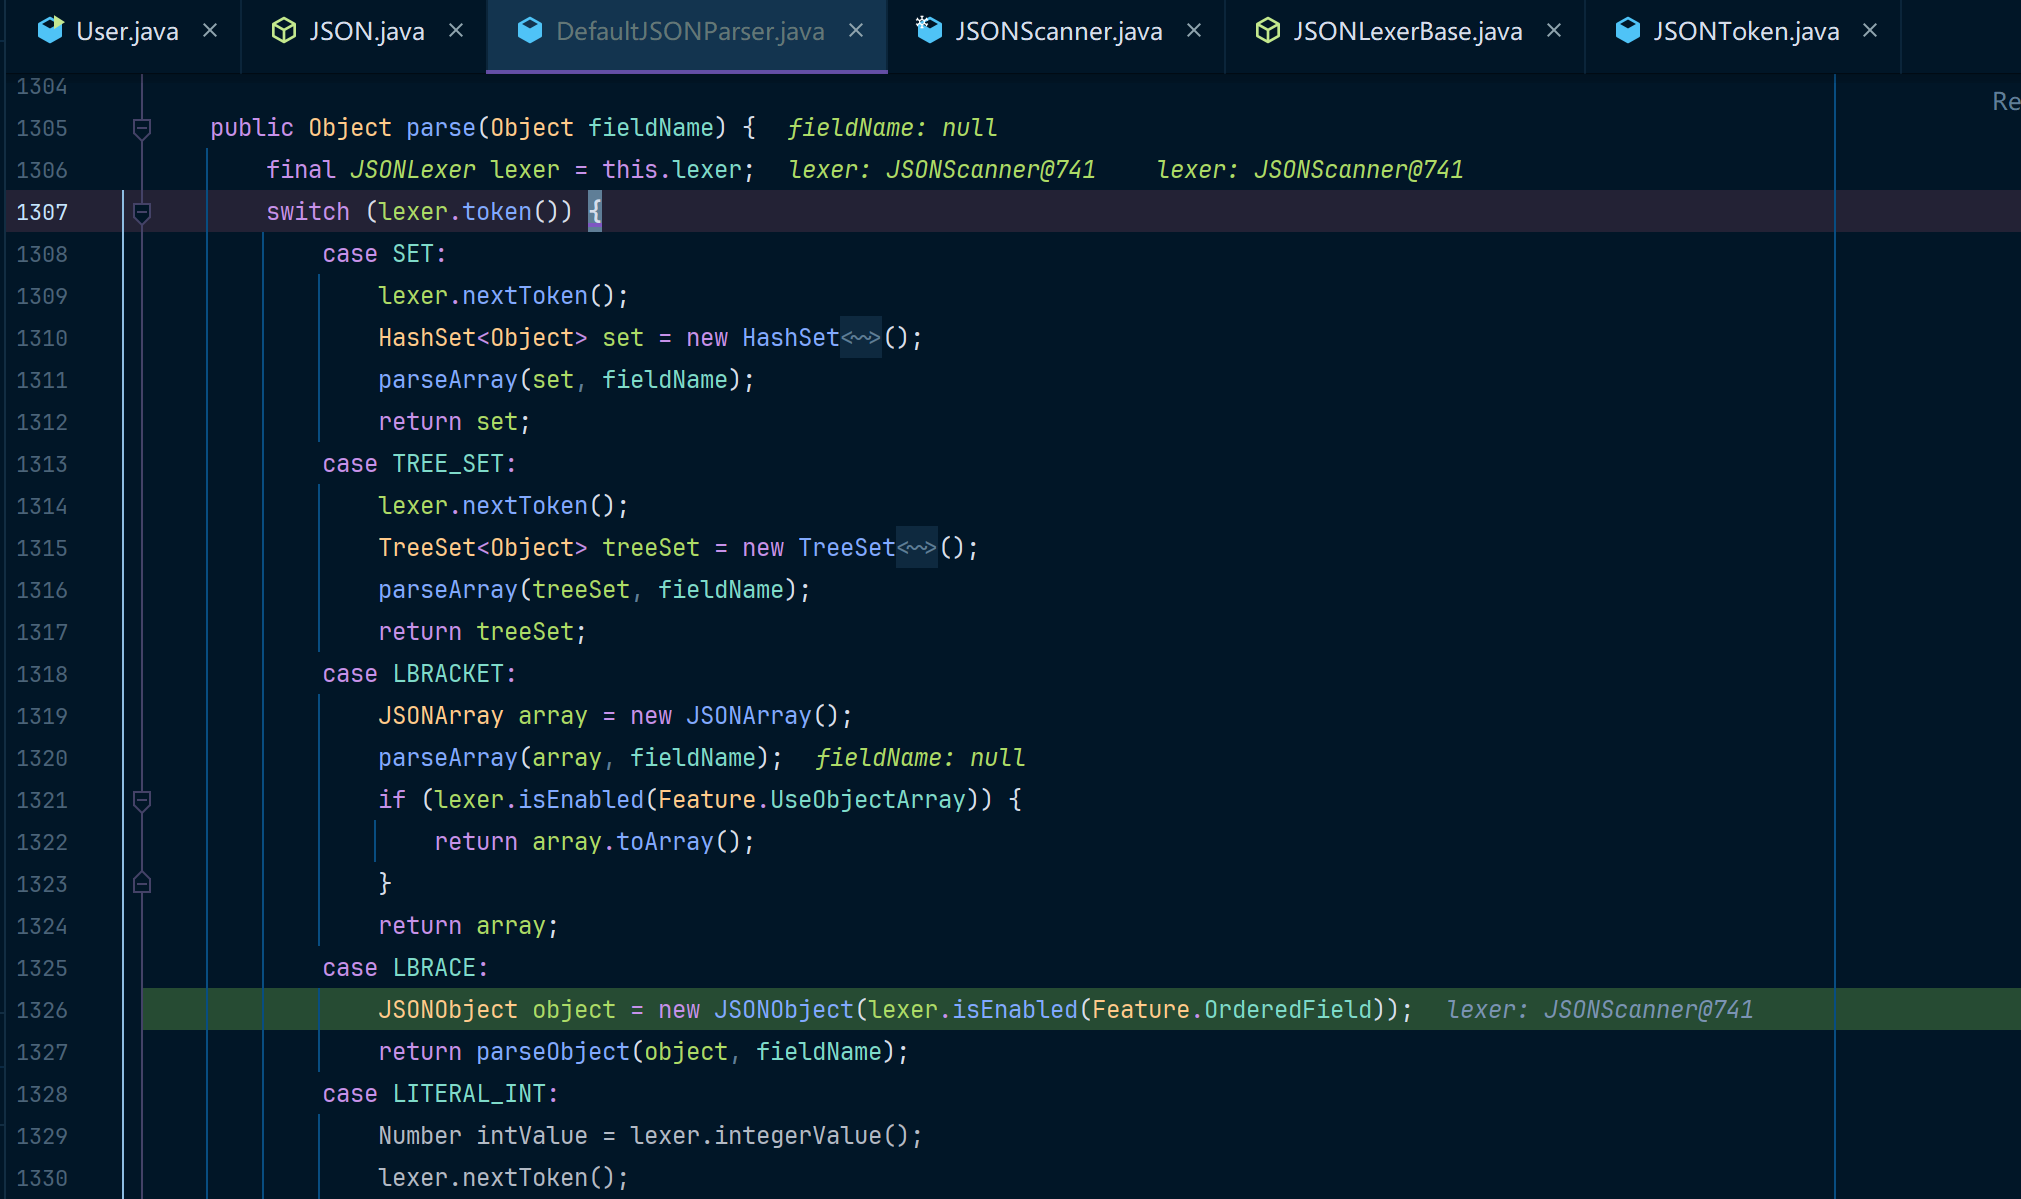 User.java JSON.java DefaultJSONParser.java JSONScanner.java JSONLexerBase.java JSONToken.java
1304
Re
1305 public Object parse(Object fieldName) { fieldName: null
1306 final JSONLexer lexer = this.lexer; lexer: JSONScanner@741 lexer: JSONScanner@741
1307 switch (lexer.token()) {
1308 case SET:
1309 lexer.nextToken();
1310 HashSet<Object> set = new HashSet<~>();
1311 parseArray(set, fieldName);
1312 return set;
1313 case TREE_SET:
1314 lexer.nextToken();
1315 TreeSet<Object> treeSet = new TreeSet<~>();
1316 parseArray(treeSet, fieldName);
1317 return treeSet;
1318 case LBRACKET:
1319 JSONArray array = new JSONArray();
1320 parseArray(array, fieldName); fieldName: null
1321 if (lexer.isEnabled(Feature.UseObjectArray)) {
1322 return array.toArray();
1323 }
1324 return array;
1325 case LBRACE:
1326 JSONObject object = new JSONObject(lexer.isEnabled(Feature.OrderedField)); lexer: JSONScanner@741
1327 return parseObject(object, fieldName);
1328 case LITERAL_INT:
1329 Number intValue = lexer.integerValue();
1330 lexer.nextToken();